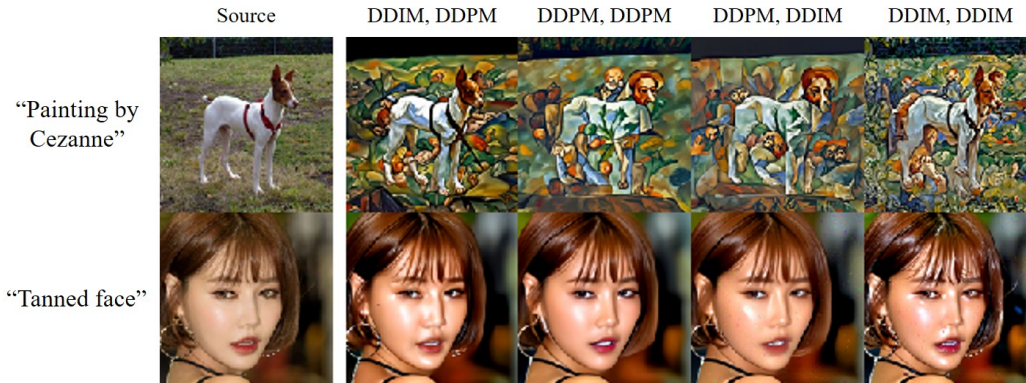 Source DDIM, DDPM DDPM, DDPM DDPM, DDIM DDIM, DDIM
“Painting by
Cezanne”
“Tanned face”